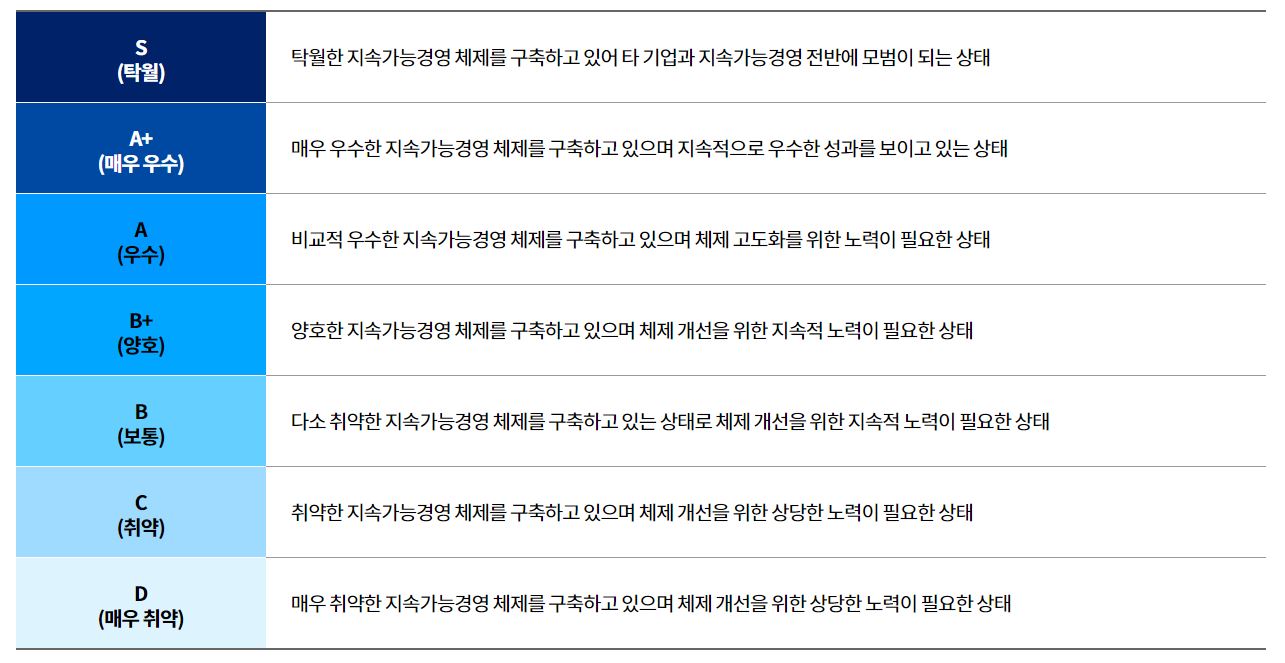 S
(탁월)
탁월한 지속가능경영 체제를 구축하고 있어 타 기업과 지속가능경영 전반에 모범이 되는 상태
A+
(매우 우수)
매우 우수한 지속가능경영 체제를 구축하고 있으며 지속적으로 우수한 성과를 보이고 있는 상태
A
(우수)
비교적 우수한 지속가능경영 체제를 구축하고 있으며 체제 고도화를 위한 노력이 필요한 상태
B+
(양호)
양호한 지속가능경영 체제를 구축하고 있으며 체제 개선을 위한 지속적 노력이 필요한 상태
B
(보통)
다소 취약한 지속가능경영 체제를 구축하고 있는 상태로 체제 개선을 위한 지속적 노력이 필요한 상태
C
(취약)
취약한 지속가능경영 체제를 구축하고 있으며 체제 개선을 위한 상당한 노력이 필요한 상태
D
(매우 취약)
매우 취약한 지속가능경영 체제를 구축하고 있으며 체제 개선을 위한 상당한 노력이 필요한 상태